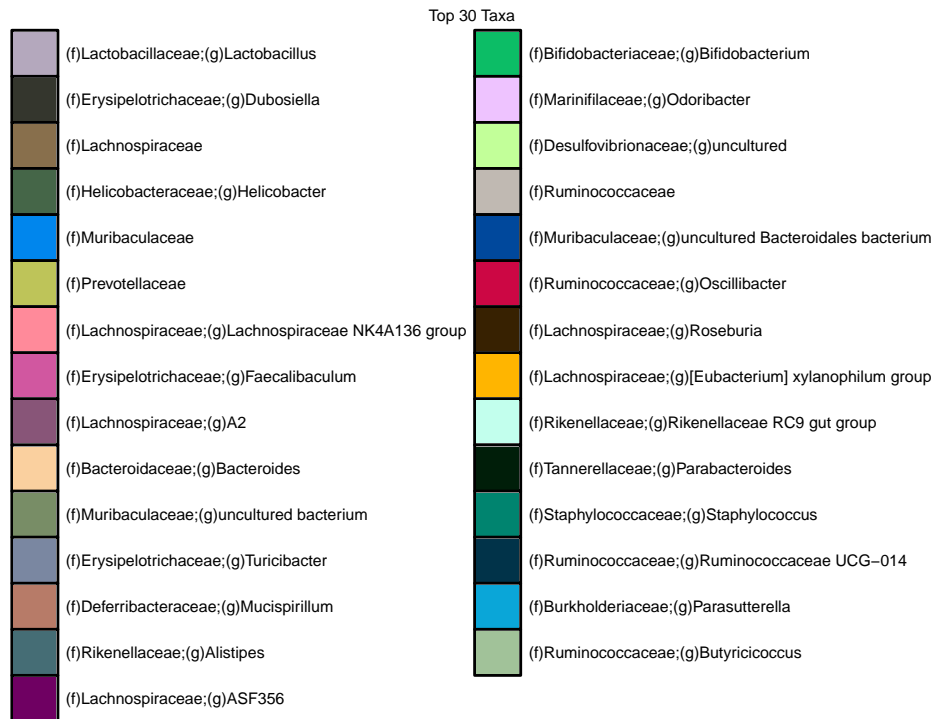 Top 30 Taxa
(f)Lactobacillaceae;(g)Lactobacillus
(f)Erysipelotrichaceae;(g)Dubosiella
(f)Lachnospiraceae
(f)Helicobacteraceae;(g)Helicobacter
(f)Muribaculaceae
(f)Prevotellaceae
(f)Lachnospiraceae;(g)Lachnospiraceae NK4A136 group
(f)Erysipelotrichaceae;(g)Faecalibaculum
(f)Lachnospiraceae;(g)A2
(f)Bacteroidaceae;(g)Bacteroides
(f)Muribaculaceae;(g)uncultured bacterium
(f)Erysipelotrichaceae;(g)Turicibacter
(f)Deferribacteraceae;(g)Mucispirillum
(f)Rikenellaceae;(g)Alistipes
(f)Lachnospiraceae;(g)ASF356
(f)Bifidobacteriaceae;(g)Bifidobacterium
(f)Marinifilaceae;(g)Odoribacter
(f)Desulfovibrionaceae;(g)uncultured
(f)Ruminococcaceae
(f)Muribaculaceae;(g)uncultured Bacteroidales bacterium
(f)Ruminococcaceae;(g)Oscillibacter
(f)Lachnospiraceae;(g)Roseburia
(f)Lachnospiraceae;(g)[Eubacterium] xylanophilum group
(f)Rikenellaceae;(g)Rikenellaceae RC9 gut group
(f)Tannerellaceae;(g)Parabacteroides
(f)Staphylococcaceae;(g)Staphylococcus
(f)Ruminococcaceae;(g)Ruminococcaceae UCG−014
(f)Burkholderiaceae;(g)Parasutterella
(f)Ruminococcaceae;(g)Butyricicoccus